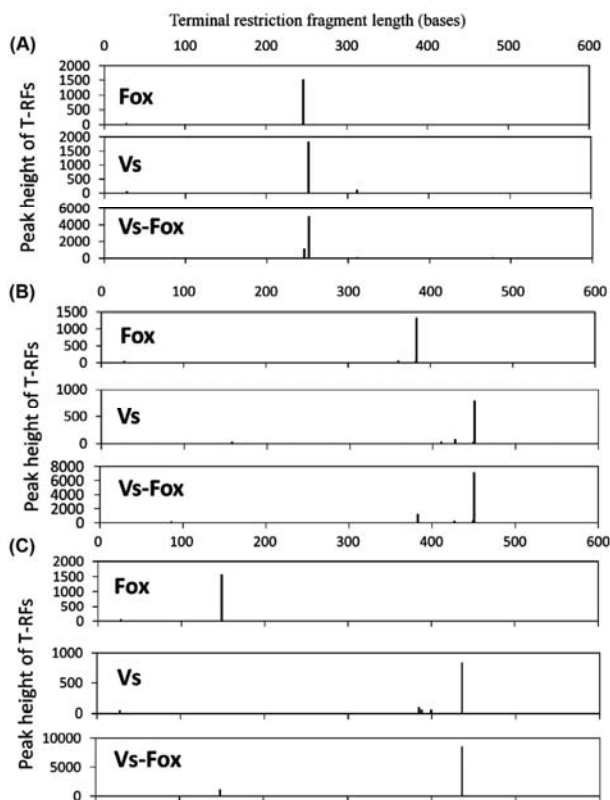 Terminal restriction fragment length (bases)
(A)
0 100 200 300 400 500 600
Peak height of T-RFs
2000
1500
1000
500
0
Fox
2000
1500
1000
500
0
Vs
6000
4000
2000
0
Vs-Fox
(B)
0 100 200 300 400 500 600
Peak height of T-RFs
1500
1000
500
0
Fox
1000
500
0
Vs
8000
6000
4000
2000
0
Vs-Fox
(C)
0 100 200 300 400 500 600
Peak height of T-RFs
2000
1500
1000
500
0
Fox
1000
500
0
Vs
10000
5000
0
Vs-Fox